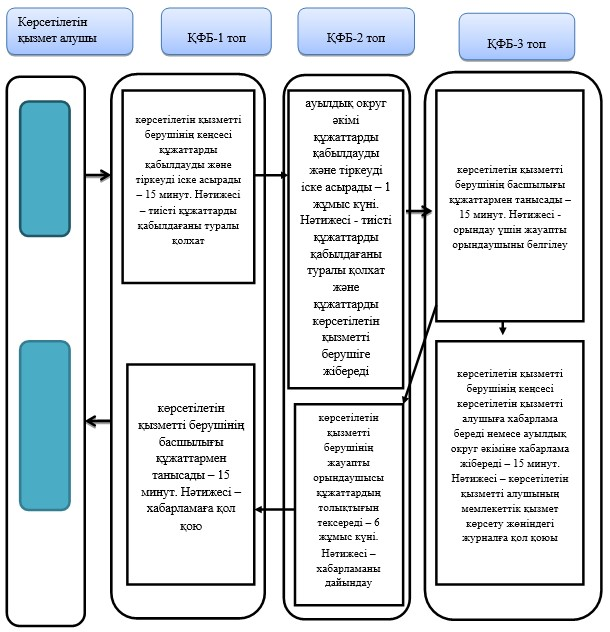 Көрсетілетін
қызмет алушы
ҚФБ-1 топ
ҚФБ-2 топ
ҚФБ-3 топ
көрсетілетін қызметті
берушінің кеңсесі
құжаттарды
қабылдауды және
тіркеуді іске асырады
– 15 минут. Нәтижесі
– тиісті құжаттарды
қабылдағаны туралы
қолхат
ауылдық округ
әкімі
құжаттарды
қабылдауды
және тіркеуді
іске асырады – 1
жұмыс күні.
Нәтижесі - тиісті
құжаттарды
қабылдағаны
туралы қолхат
және
құжаттарды
көрсетілетін
қызметті
берушіге
жібереді
көрсетілетін қызметті
берушінің басшылығы
құжаттармен танысады –
15 минут. Нәтижесі -
орындау үшін жауапты
орындаушыны белгілеу
көрсетілетін
қызметті берушінің
басшылығы
құжаттармен
танысады – 15
минут. Нәтижесі –
хабарламаға қол
қою
көрсетілетін
қызметті
берушінің
жауапты
орындаушысы
құжаттардың
толықтығын
тексереді – 6
жұмыс күні.
Нәтижесі –
хабарламаны
дайындау
көрсетілетін қызметті
берушінің кеңсесі
көрсетілетін қызметті
алушыға хабарлама
береді немесе ауылдық
округ әкіміне хабарлама
жібереді – 15 минут.
Нәтижесі – көрсетілетін
қызметті алушының
мемлекеттік қызмет
көрсету жөніндегі
журналға қол қоюы